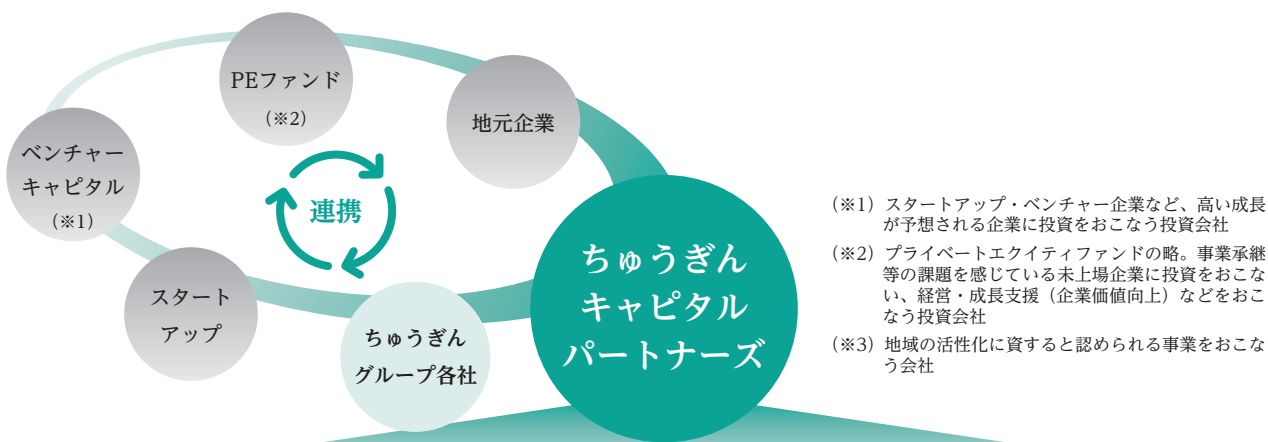 PEファンド
（※2）
地元企業
ベンチャー
キャピタル
（※1）
連携
スタート
アップ
ちゅうぎん
グループ各社
ちゅうぎん
キャピタル
パートナーズ
（※1）スタートアップ・ベンチャー企業など、高い成長
が予想される企業に投資をおこなう投資会社
（※2）プライベートエクイティファンドの略。事業承継
等の課題を感じている未上場企業に投資をおこな
い、経営・成長支援（企業価値向上）などをおこ
なう投資会社
（※3）地域の活性化に資すると認められる事業をおこな
う会社